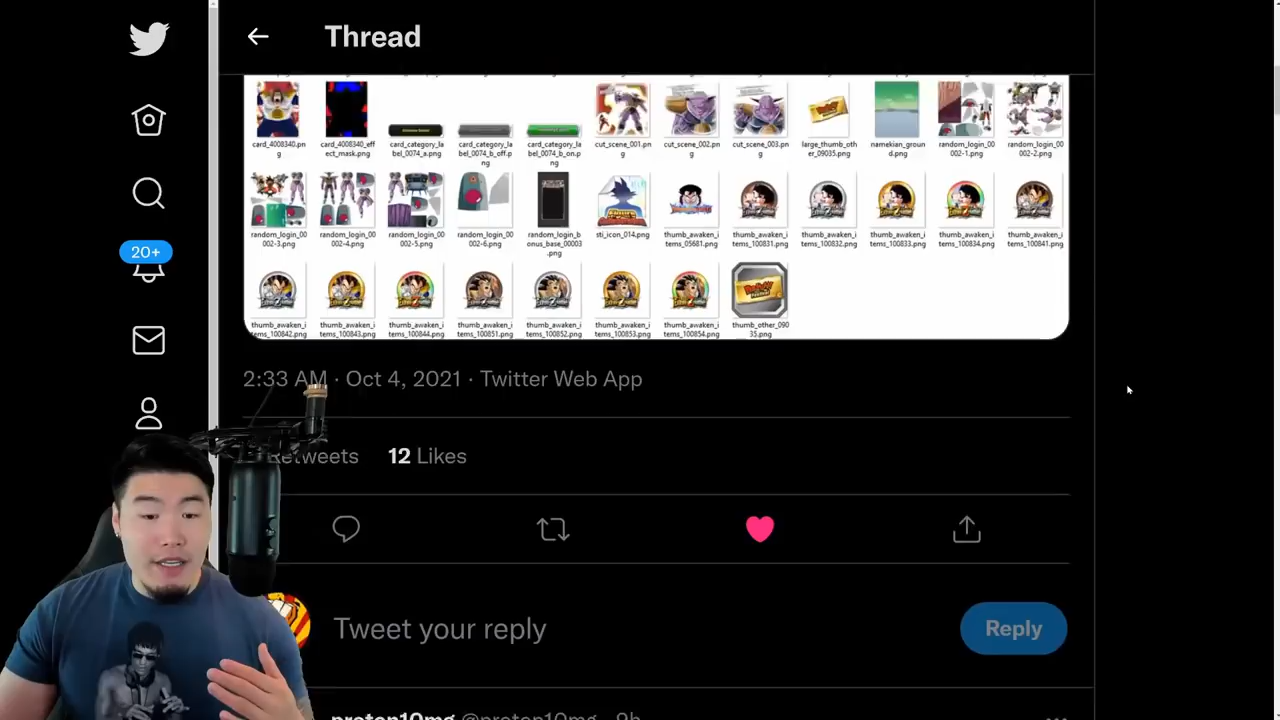 Thread
card_4008340.pn
g
card_4008340_eff
ect_mask.png
card_category_la
bel_0074_a.png
card_category_la
bel_0074_b_off.p
ng
card_category_la
bel_0074_b_on.p
ng
cut_scene_001.pn
g
cut_scene_002.pn
g
cut_scene_003.pn
g
large_thumb_oth
er_09035.png
namekian_groun
d.png
random_login_00
002-1.png
random_login_00
002-2.png
random_login_00
002-3.png
random_login_00
002-4.png
random_login_00
002-5.png
random_login_00
002-6.png
random_login_b
onus_base_00003
.png
sti_icon_014.png
thumb_awaken_i
tems_05681.png
thumb_awaken_i
tems_100831.png
thumb_awaken_i
tems_100832.png
thumb_awaken_i
tems_100833.png
thumb_awaken_i
tems_100834.png
thumb_awaken_i
tems_100841.png
20+
thumb_awaken_i
tems_100842.png
thumb_awaken_i
tems_100843.png
thumb_awaken_i
tems_100844.png
thumb_awaken_i
tems_100851.png
thumb_awaken_i
tems_100852.png
thumb_awaken_i
tems_100853.png
thumb_awaken_i
tems_100854.png
thumb_other_090
35.png
2:33 AM · Oct 4, 2021 · Twitter Web App
Retweets 12 Likes
Tweet your reply
Reply
proton10mg @proton10mg · 9h